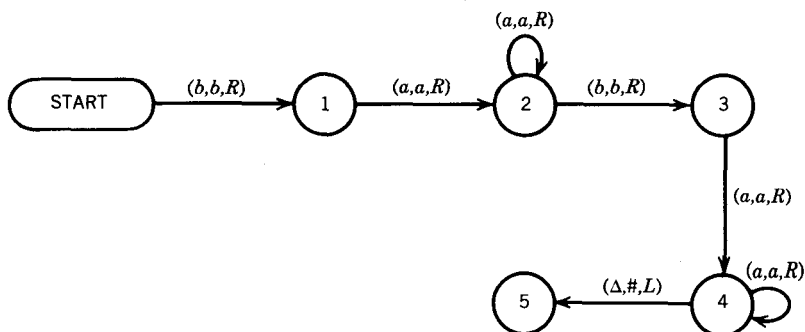 (a,a,R)
START (b,b,R) 1 (a,a,R) 2 (b,b,R) 3
(a,a,R)
5 (Δ,#,L) 4 (a,a,R)